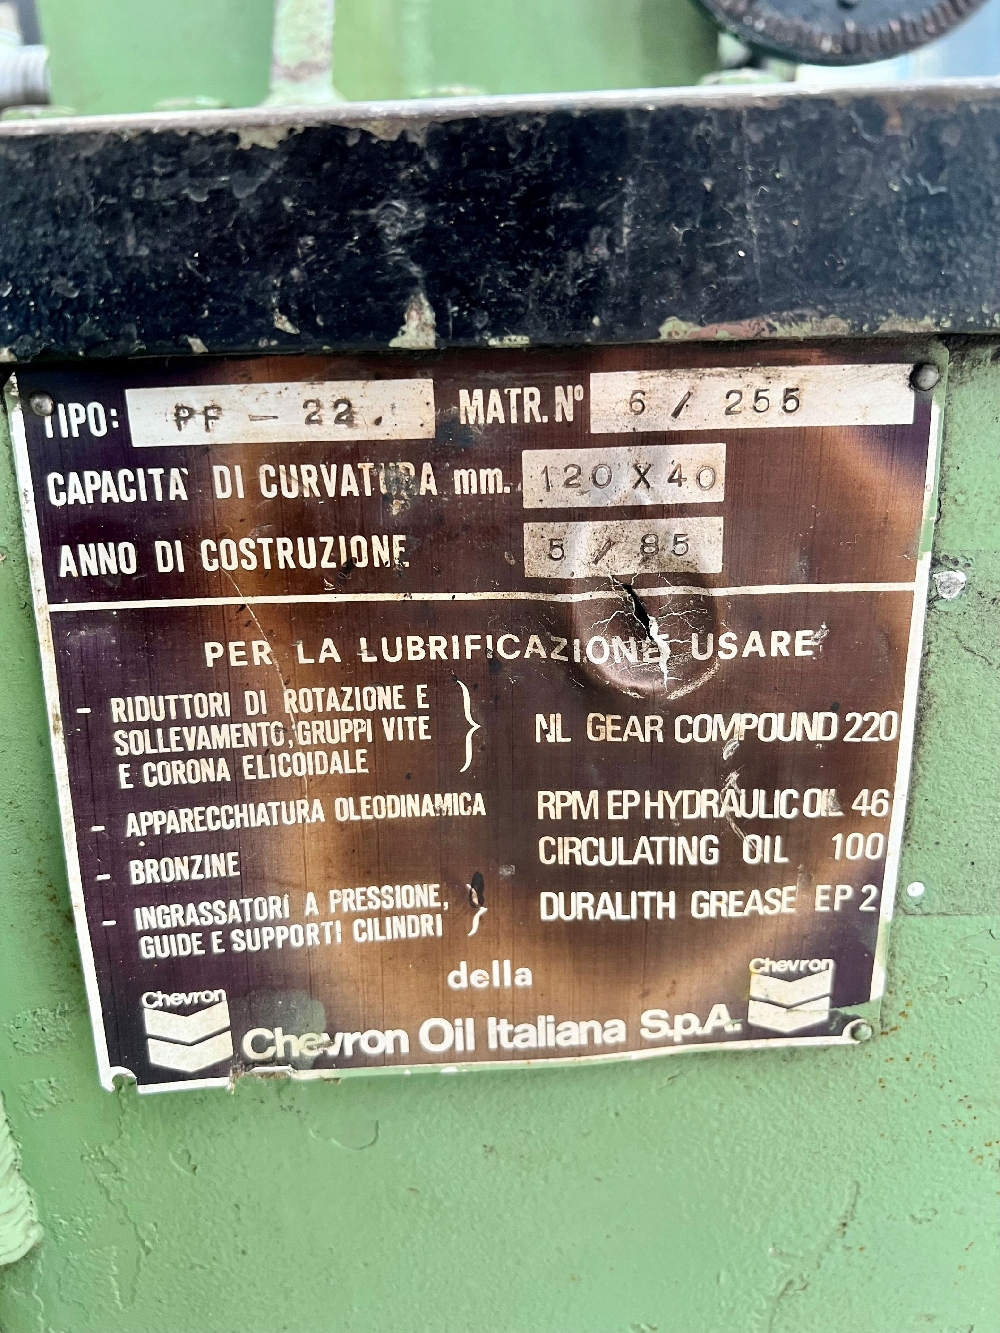 TIPO: PF - 22. MATR. Nº 6 / 255
CAPACITA' DI CURVATURA mm. 120 X 40
ANNO DI COSTRUZIONE 5 / 85
PER LA LUBRIFICAZIONE USARE
- RIDUTTORI DI ROTAZIONE E
SOLLEVAMENTO, GRUPPI VITE
E CORONA ELICOIDALE
NL GEAR COMPOUND 220
- APPARECCHIATURA OLEODINAMICA RPM EP HYDRAULIC OIL 46
- BRONZINE CIRCULATING OIL 100
- INGRASSATORI A PRESSIONE,
GUIDE E SUPPORTI CILINDRI
DURALITH GREASE EP 2
della
Chevron Chevron
Chevron Oil Italiana S.p.A.